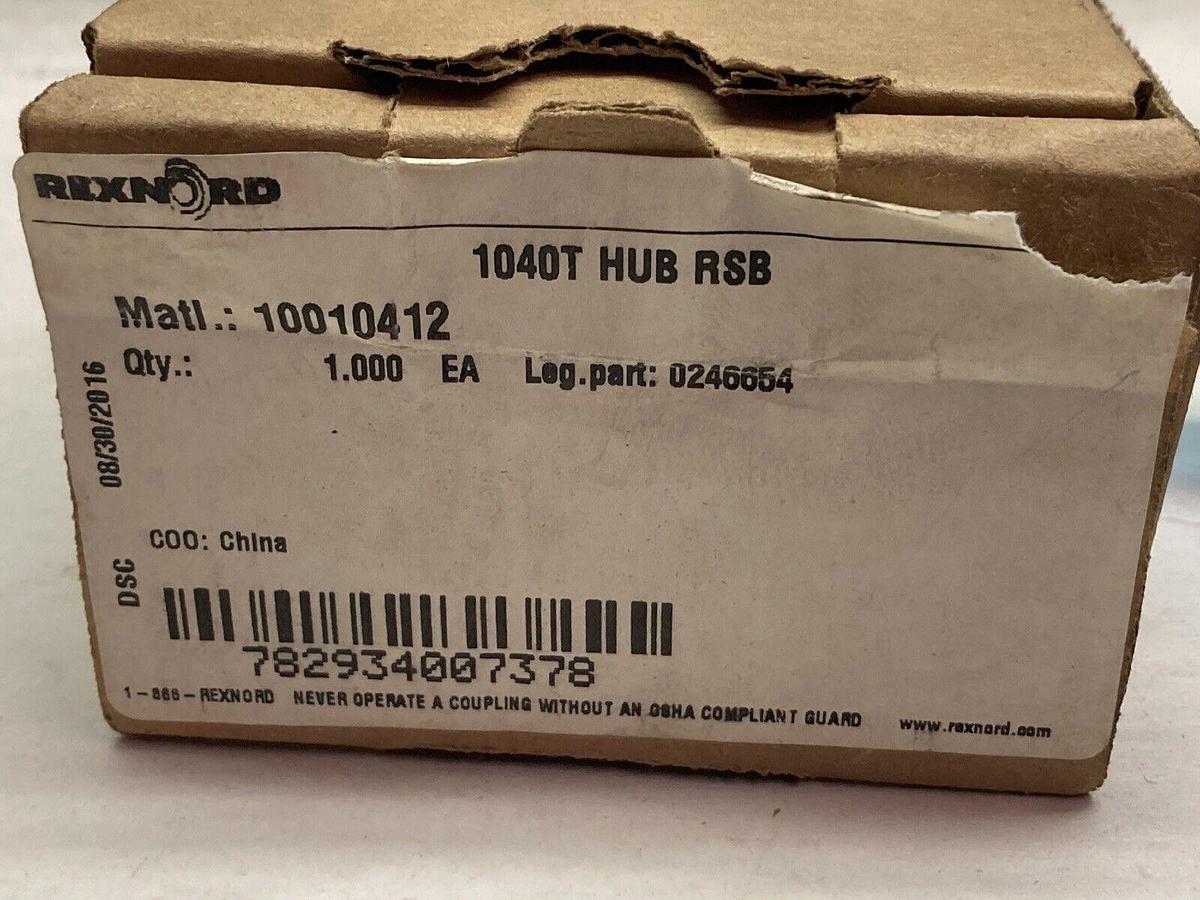 REXNORD
1040T HUB RSB
Matl.: 10010412
Qty.: 1.000 EA Leg.part: 0246654
08/30/2016
COO: China
DSC
782934007378
1-866-REXNORD NEVER OPERATE A COUPLING WITHOUT AN OSHA COMPLIANT GUARD www.rexnord.com